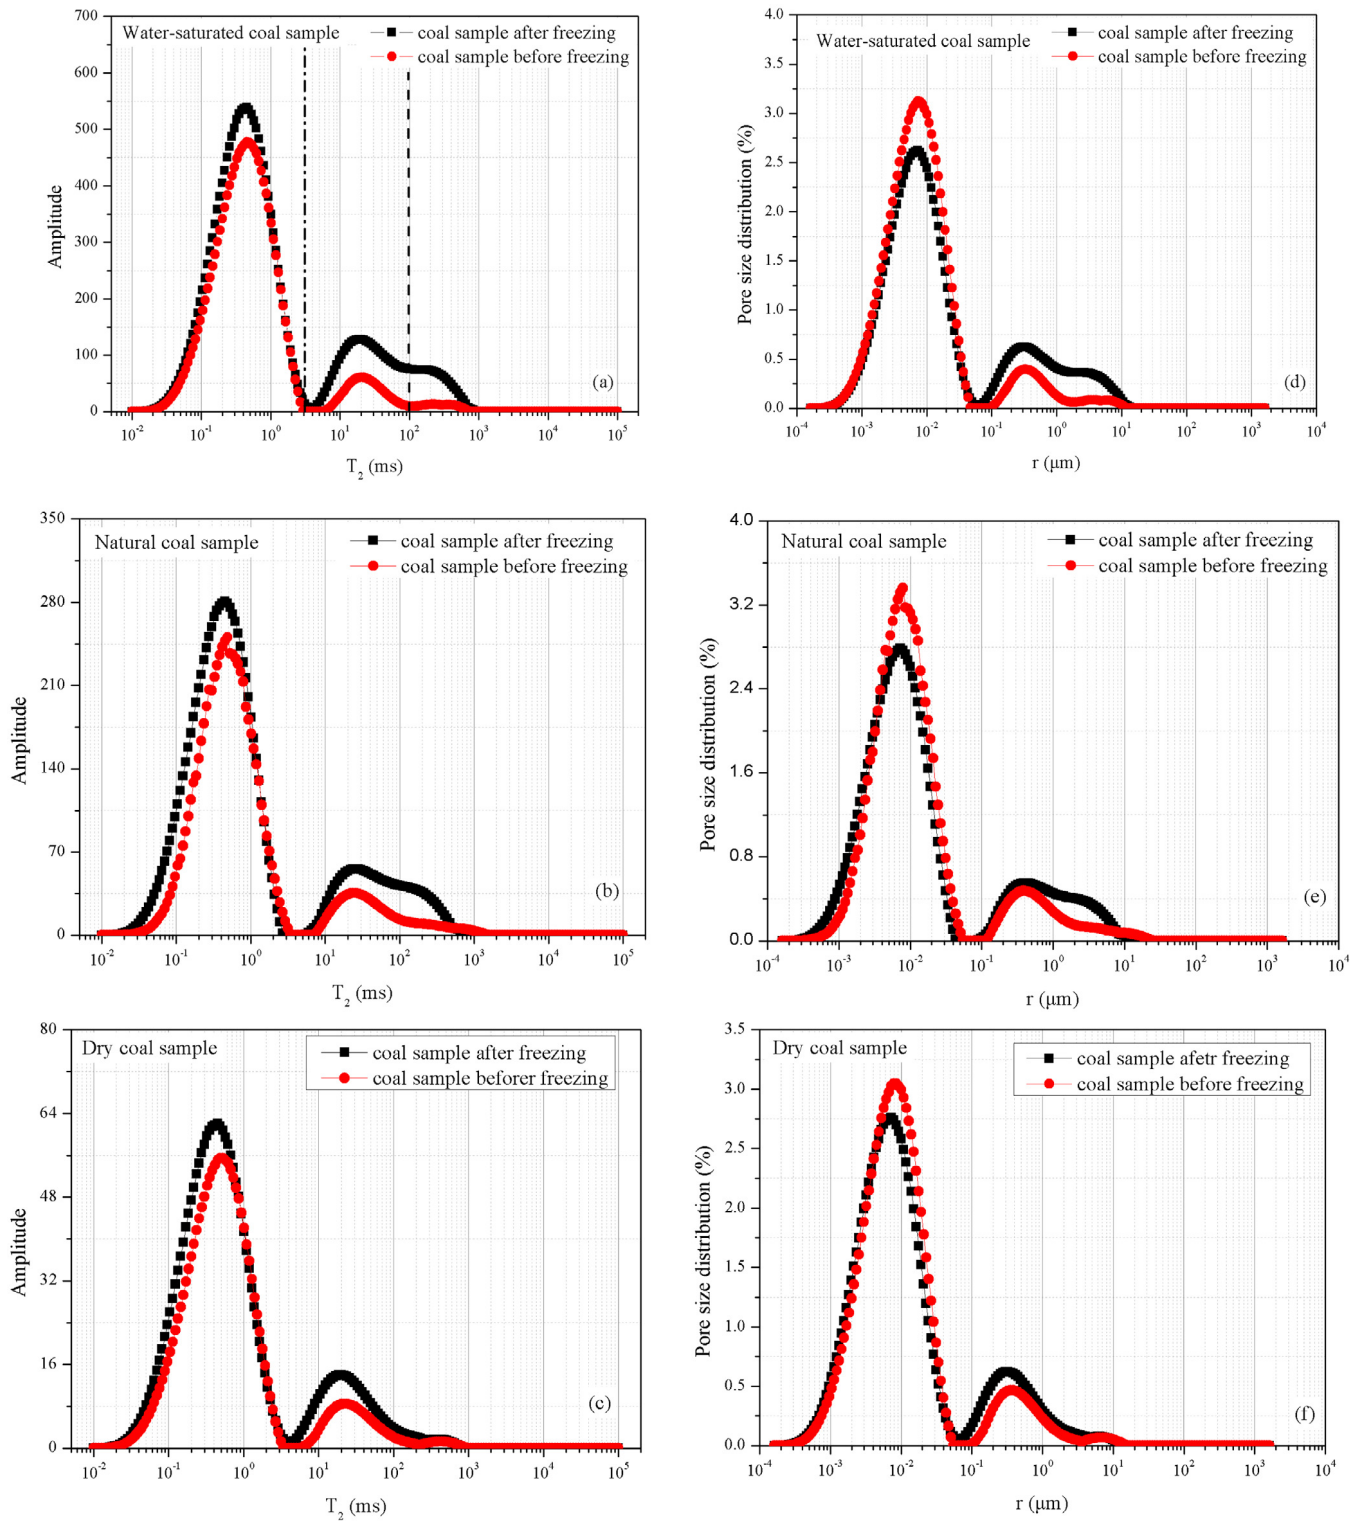 Water-saturated coal sample
coal sample after freezing
coal sample before freezing
700
600
500
400
300
200
100
0
Amplitude
(a)
10-2
10-1
100
101
102
103
104
105
T2 (ms)
Water-saturated coal sample
coal sample after freezing
coal sample before freezing
4.0
3.5
3.0
2.5
2.0
1.5
1.0
0.5
0.0
Pore size distribution (%)
(d)
10-4
10-3
10-2
10-1
100
101
102
103
104
r (μm)
Natural coal sample
coal sample after freezing
coal sample before freezing
350
280
210
140
70
0
Amplitude
(b)
10-2
10-1
100
101
102
103
104
105
T2 (ms)
Natural coal sample
coal sample after freezing
coal sample before freezing
4.0
3.2
2.4
1.6
0.8
0.0
Pore size distribution (%)
(e)
10-4
10-3
10-2
10-1
100
101
102
103
104
r (μm)
Dry coal sample
coal sample after freezing
coal sample beforer freezing
80
64
48
32
16
0
Amplitude
(c)
10-2
10-1
100
101
102
103
104
105
T2 (ms)
Dry coal sample
coal sample afetr freezing
coal sample before freezing
3.5
3.0
2.5
2.0
1.5
1.0
0.5
0.0
Pore size distribution (%)
(f)
10-4
10-3
10-2
10-1
100
101
102
103
104
r (μm)